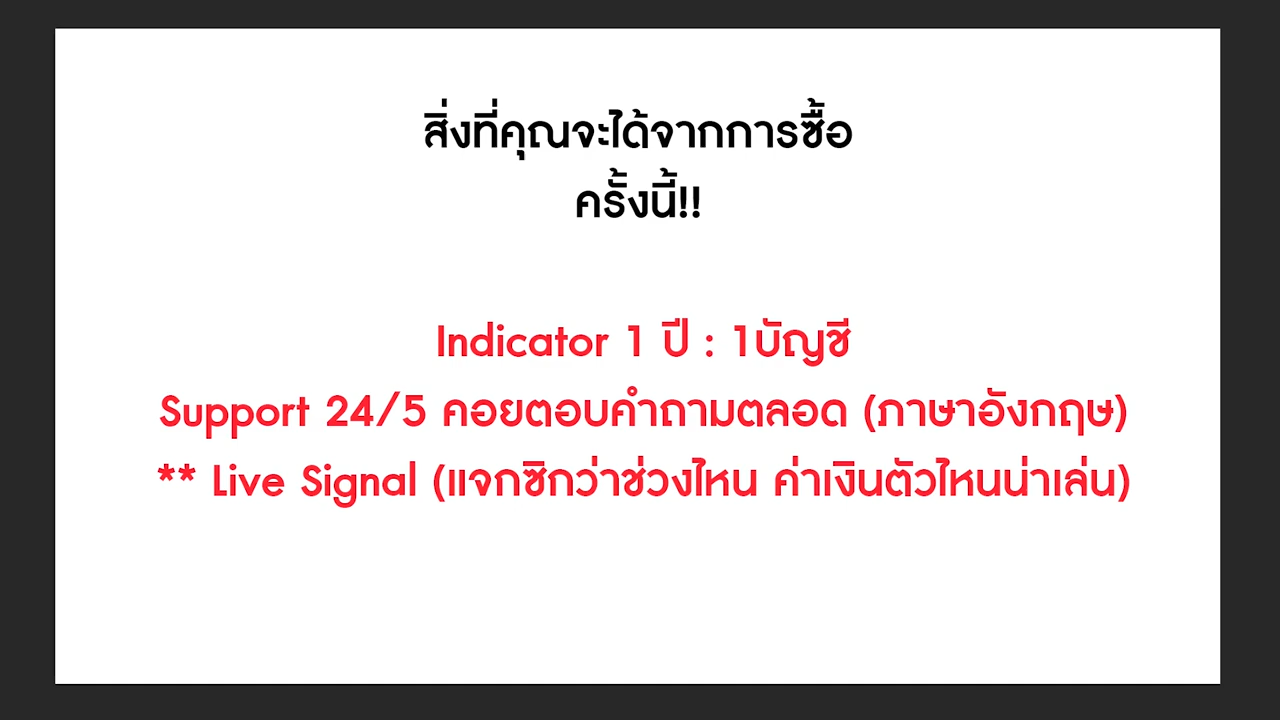 สิ่งที่คุณจะได้จากการซื้อ
ครั้งนี้!!
Indicator 1 ปี : 1บัญชี
Support 24/5 คอยตอบคำถามตลอด (ภาษาอังกฤษ)
** Live Signal (แจกซิกว่าช่วงไหน ค่าเงินตัวไหนน่าเล่น)